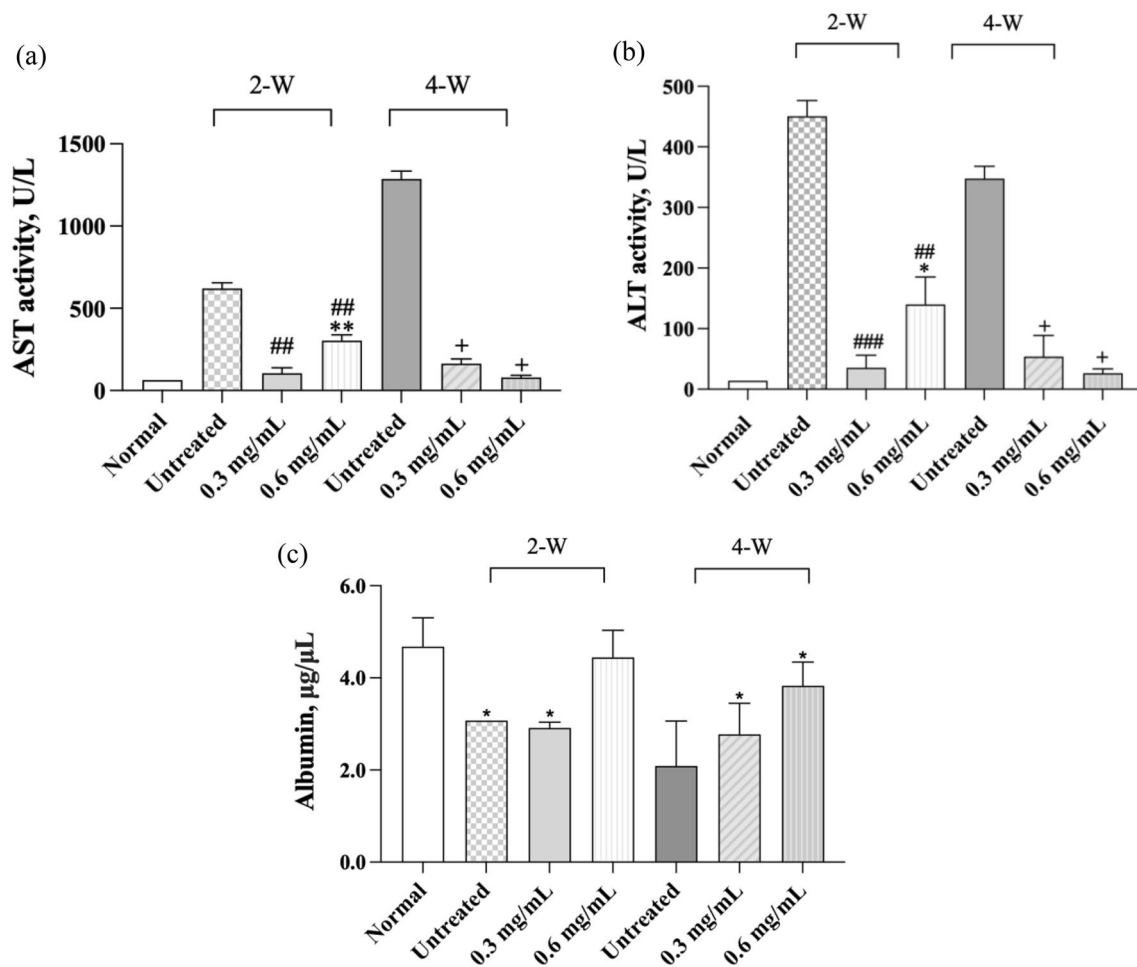 (a)
2-W
4-W
AST activity, U/L
1500
1000
500
0
##
##
**
+
+
Normal
Untreated
0.3 mg/mL
0.6 mg/mL
Untreated
0.3 mg/mL
0.6 mg/mL
(b)
2-W
4-W
ALT activity, U/L
500
400
300
200
100
0
###
##
*
+
+
Normal
Untreated
0.3 mg/mL
0.6 mg/mL
Untreated
0.3 mg/mL
0.6 mg/mL
(c)
2-W
4-W
Albumin, µg/µL
6.0
4.0
2.0
0.0
*
*
*
*
Normal
Untreated
0.3 mg/mL
0.6 mg/mL
Untreated
0.3 mg/mL
0.6 mg/mL